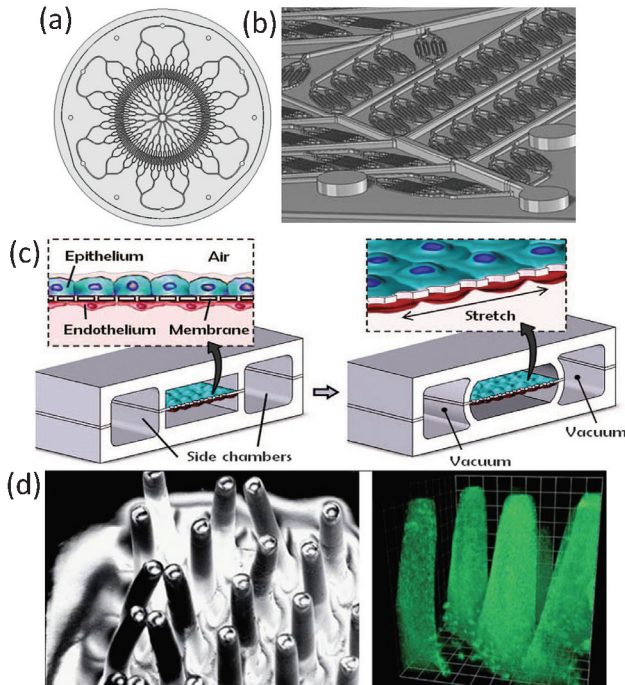 (a)
(b)
(c)
Epithelium
Air
Endothelium
Membrane
Side chambers
Stretch
Vacuum
Vacuum
(d)